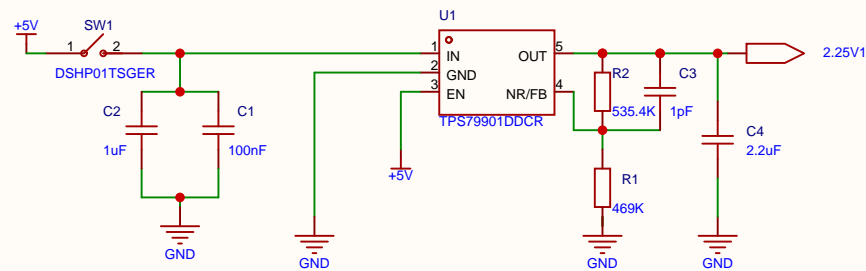 +5V
SW1
1
2
DSHP01TSGER
U1
1
IN
OUT
5
2
GND
3
EN
NR/FB
4
TPS79901DDCR
2.25V1
R2
535.4K
C3
1pF
C2
1uF
C1
100nF
C4
2.2uF
+5V
R1
469K
GND
GND
GND
GND